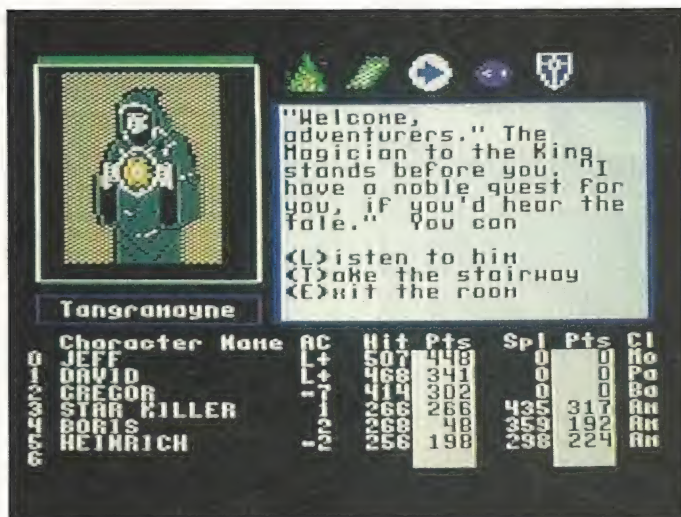 "Welcome,
adventurers." The
Magician to the King
stands before you. "I
have a noble quest for
you, if you'd hear the
tale." You can
(L)isten to him
(T)ake the stairway
(E)xit the room
Tangramayne
Character Name AC Hit Pts Spl Pts Cl
0 JEFF L+ 507 448 0 0 Mo
1 DAVID L+ 468 341 0 0 Pa
2 GREGOR -7 414 302 0 0 Ba
3 STAR KILLER 1 266 266 435 317 Am
4 BORIS 2 268 48 359 192 Am
5 HEINRICH -2 256 198 298 224 Am
6